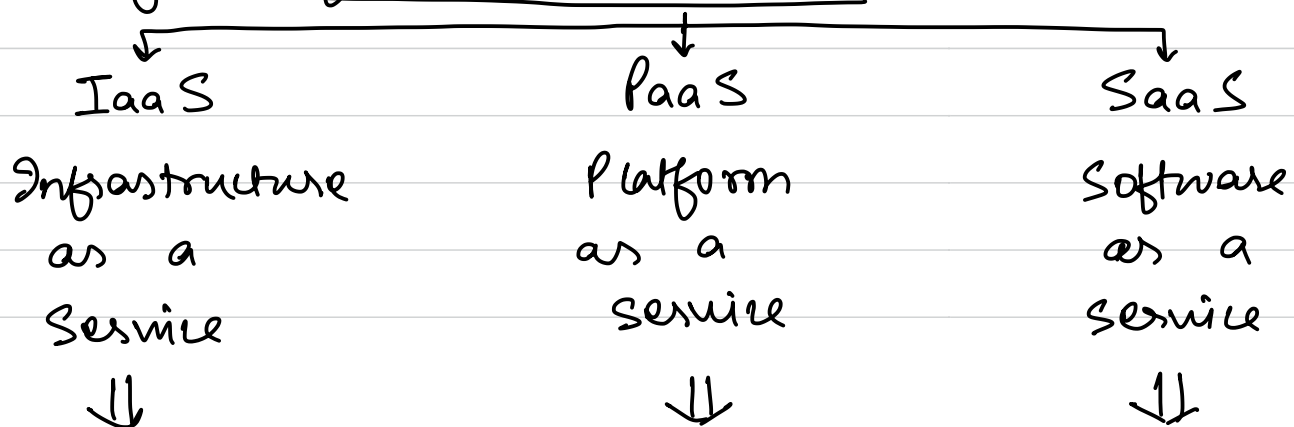 IaaS PaaS SaaS
Infrastructure Platform Software
as a as a as a
Service Service Service